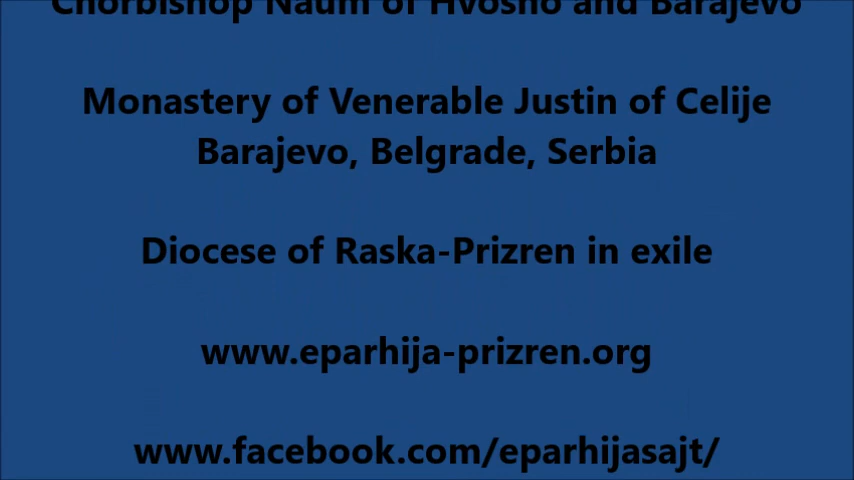 Chorbishop Naum of Hvosno and Barajevo
Monastery of Venerable Justin of Celije
Barajevo, Belgrade, Serbia
Diocese of Raska-Prizren in exile
www.eparhija-prizren.org
www.facebook.com/eparhijasajt/